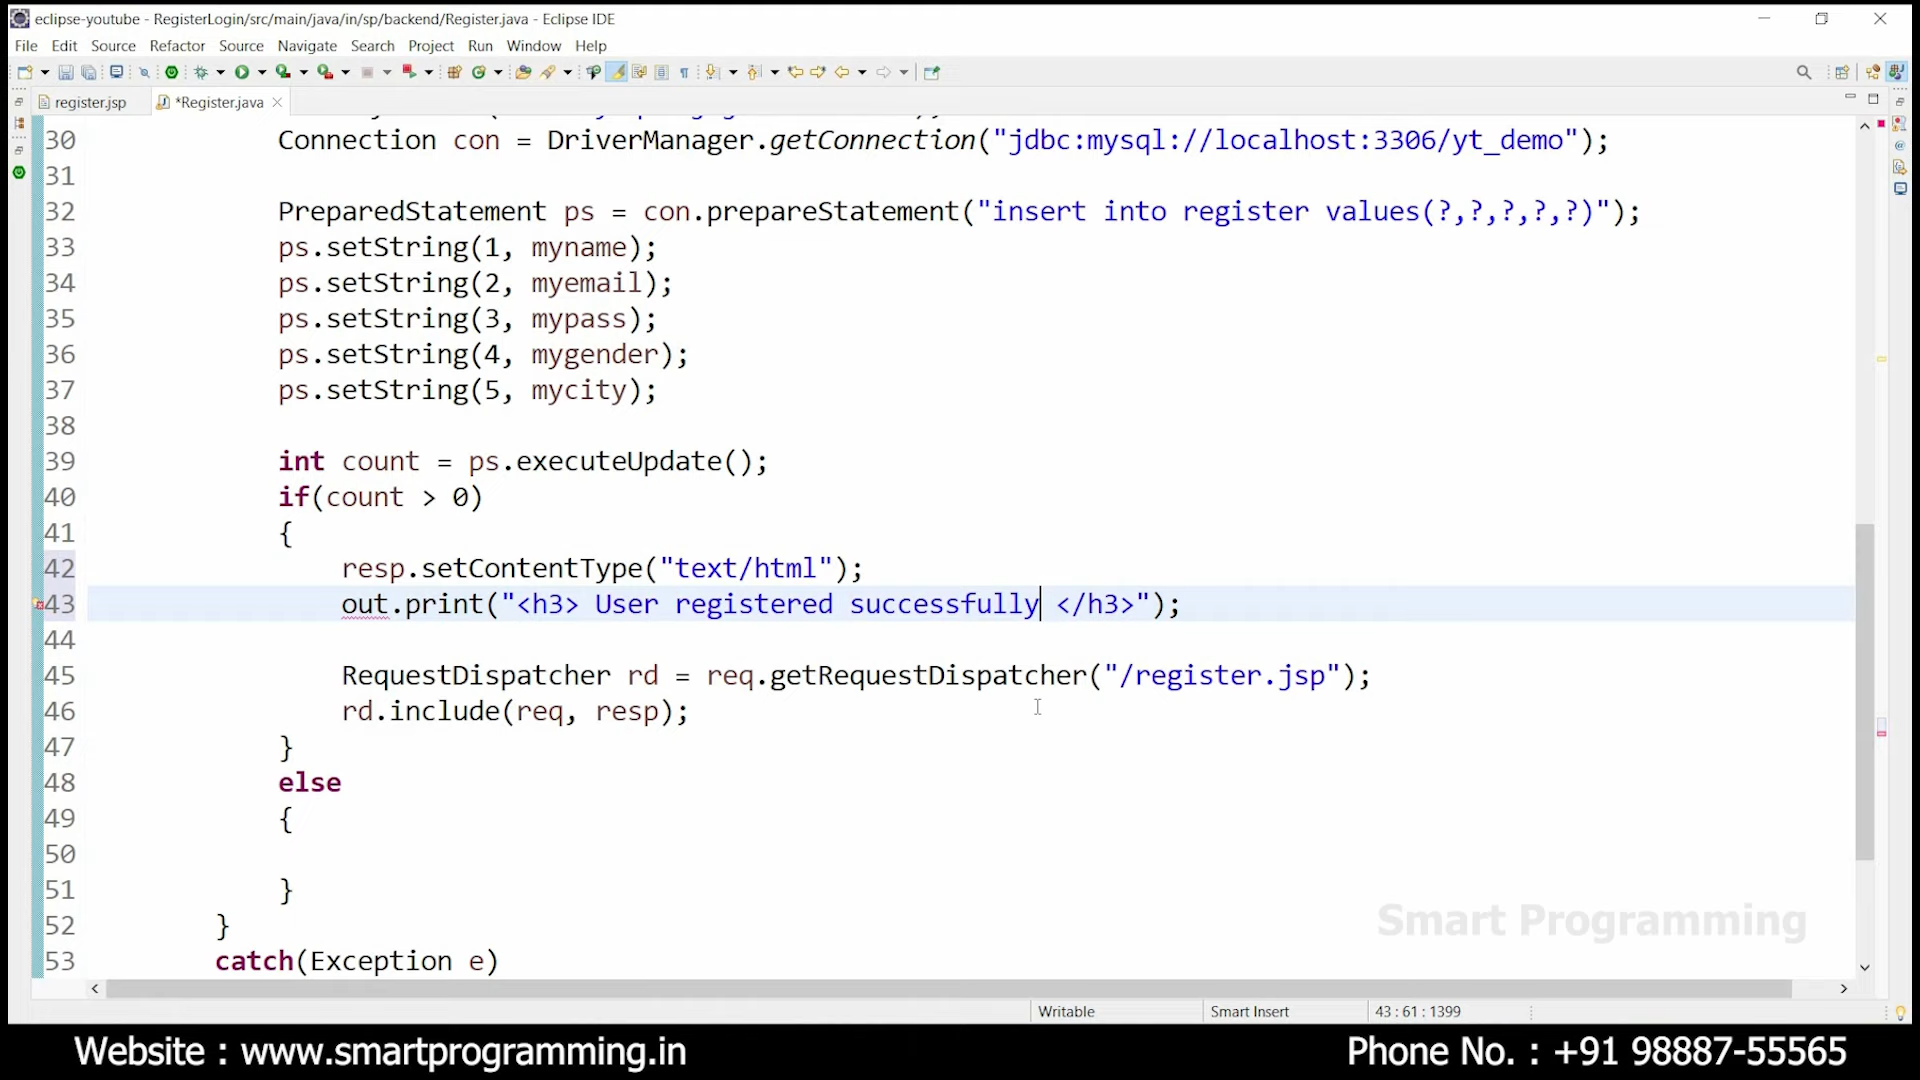 eclipse-youtube - RegisterLogin/src/main/java/in/sp/backend/Register.java - Eclipse IDE
File Edit Source Refactor Source Navigate Search Project Run Window Help
register.jsp *Register.java
30 Connection con = DriverManager.getConnection("jdbc:mysql://localhost:3306/yt_demo");
31
32 PreparedStatement ps = con.prepareStatement("insert into register values(?,?,?,?,?)");
33 ps.setString(1, myname);
34 ps.setString(2, myemail);
35 ps.setString(3, mypass);
36 ps.setString(4, mygender);
37 ps.setString(5, mycity);
38
39 int count = ps.executeUpdate();
40 if(count > 0)
41 {
42 resp.setContentType("text/html");
43 out.print("<h3> User registered successfully </h3>");
44
45 RequestDispatcher rd = req.getRequestDispatcher("/register.jsp");
46 rd.include(req, resp);
47 }
48 else
49 {
50
51 }
52 }
53 catch(Exception e)
Smart Programming
Writable Smart Insert 43 : 61 : 1399
Website : www.smartprogramming.in Phone No. : +91 98887-55565